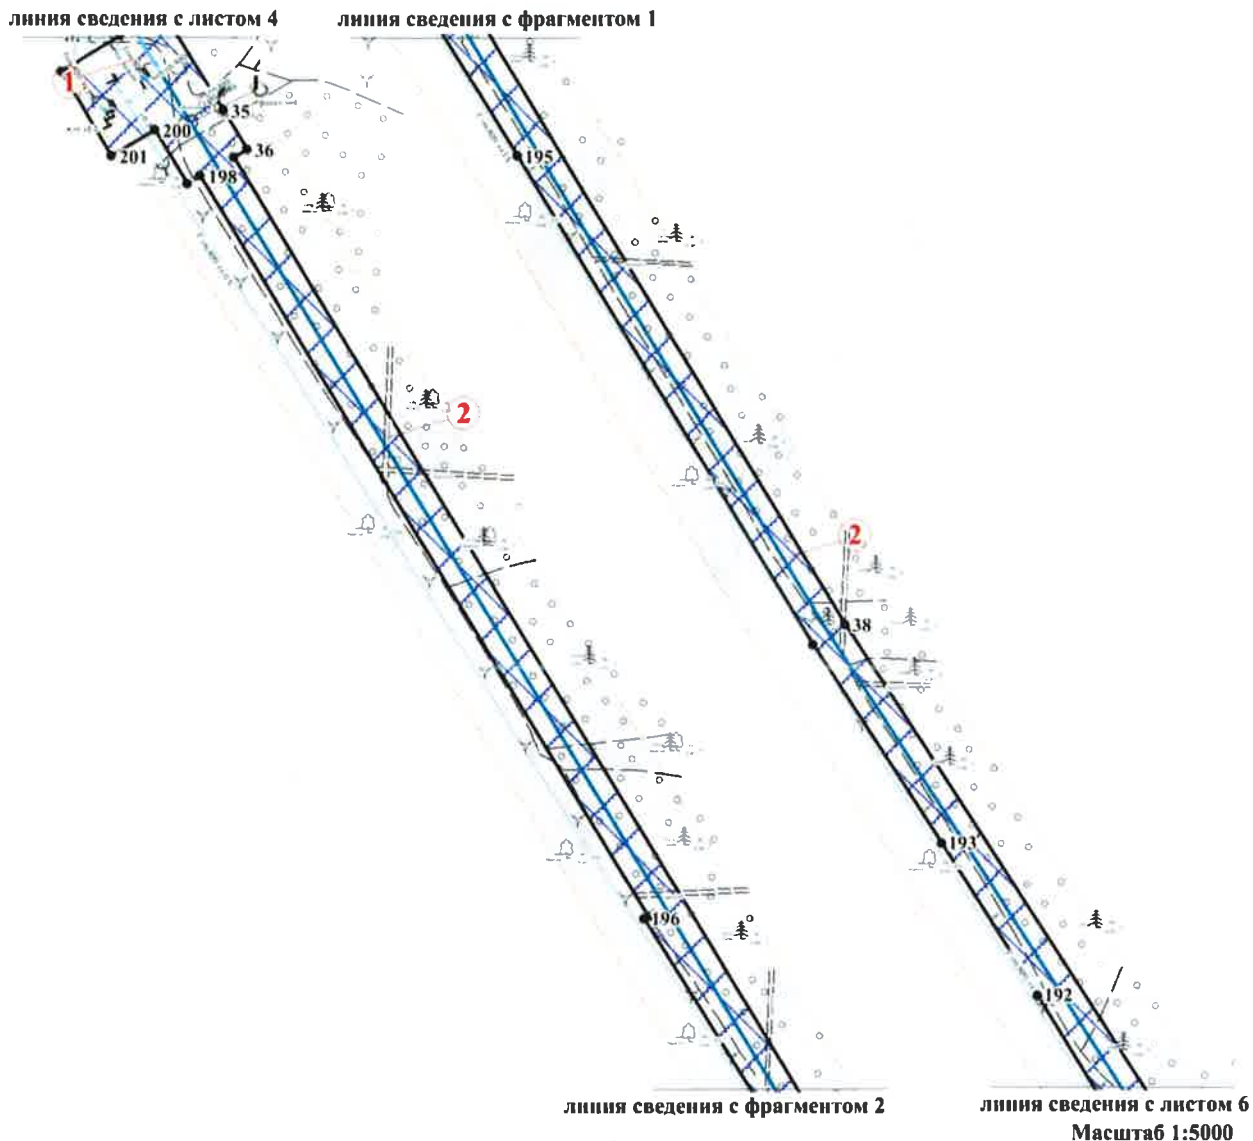 линия сведения с листом 4
линия сведения с фрагментом 1
1
35
200
36
201
198
195
2
2
38
193
196
192
линия сведения с фрагментом 2
линия сведения с листом 6
Масштаб 1:5000